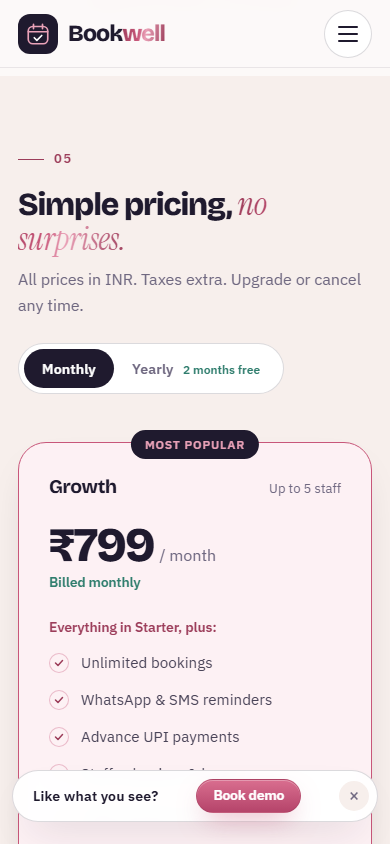 Bookwell
05
Simple pricing, no
surprises.
All prices in INR. Taxes extra. Upgrade or cancel
any time.
Monthly
Yearly 2 months free
MOST POPULAR
Growth
Up to 5 staff
₹799 / month
Billed monthly
Everything in Starter, plus:
Unlimited bookings
WhatsApp & SMS reminders
Advance UPI payments
Like what you see?
Book demo
×